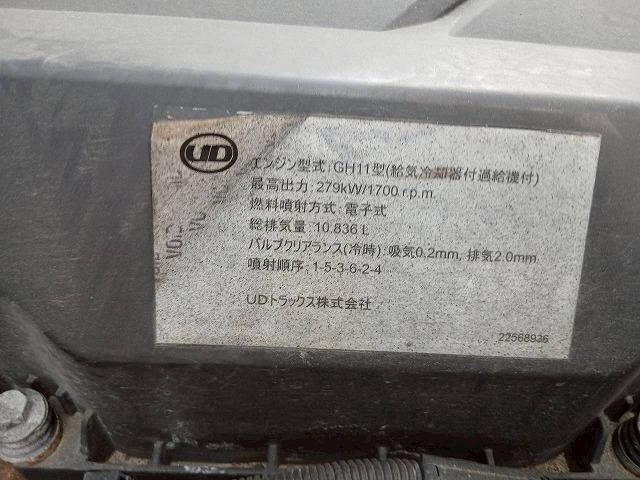 UD
エンジン型式:GH11型(給気冷却器付過給機付)
最高出力:279kW/1700 r.p.m.
燃料噴射方式:電子式
総排気量:10.836 L
バルブクリアランス(冷時):吸気0.2mm, 排気2.0mm
噴射順序:1-5-3-6-2-4
UDトラックス株式会社
22568936